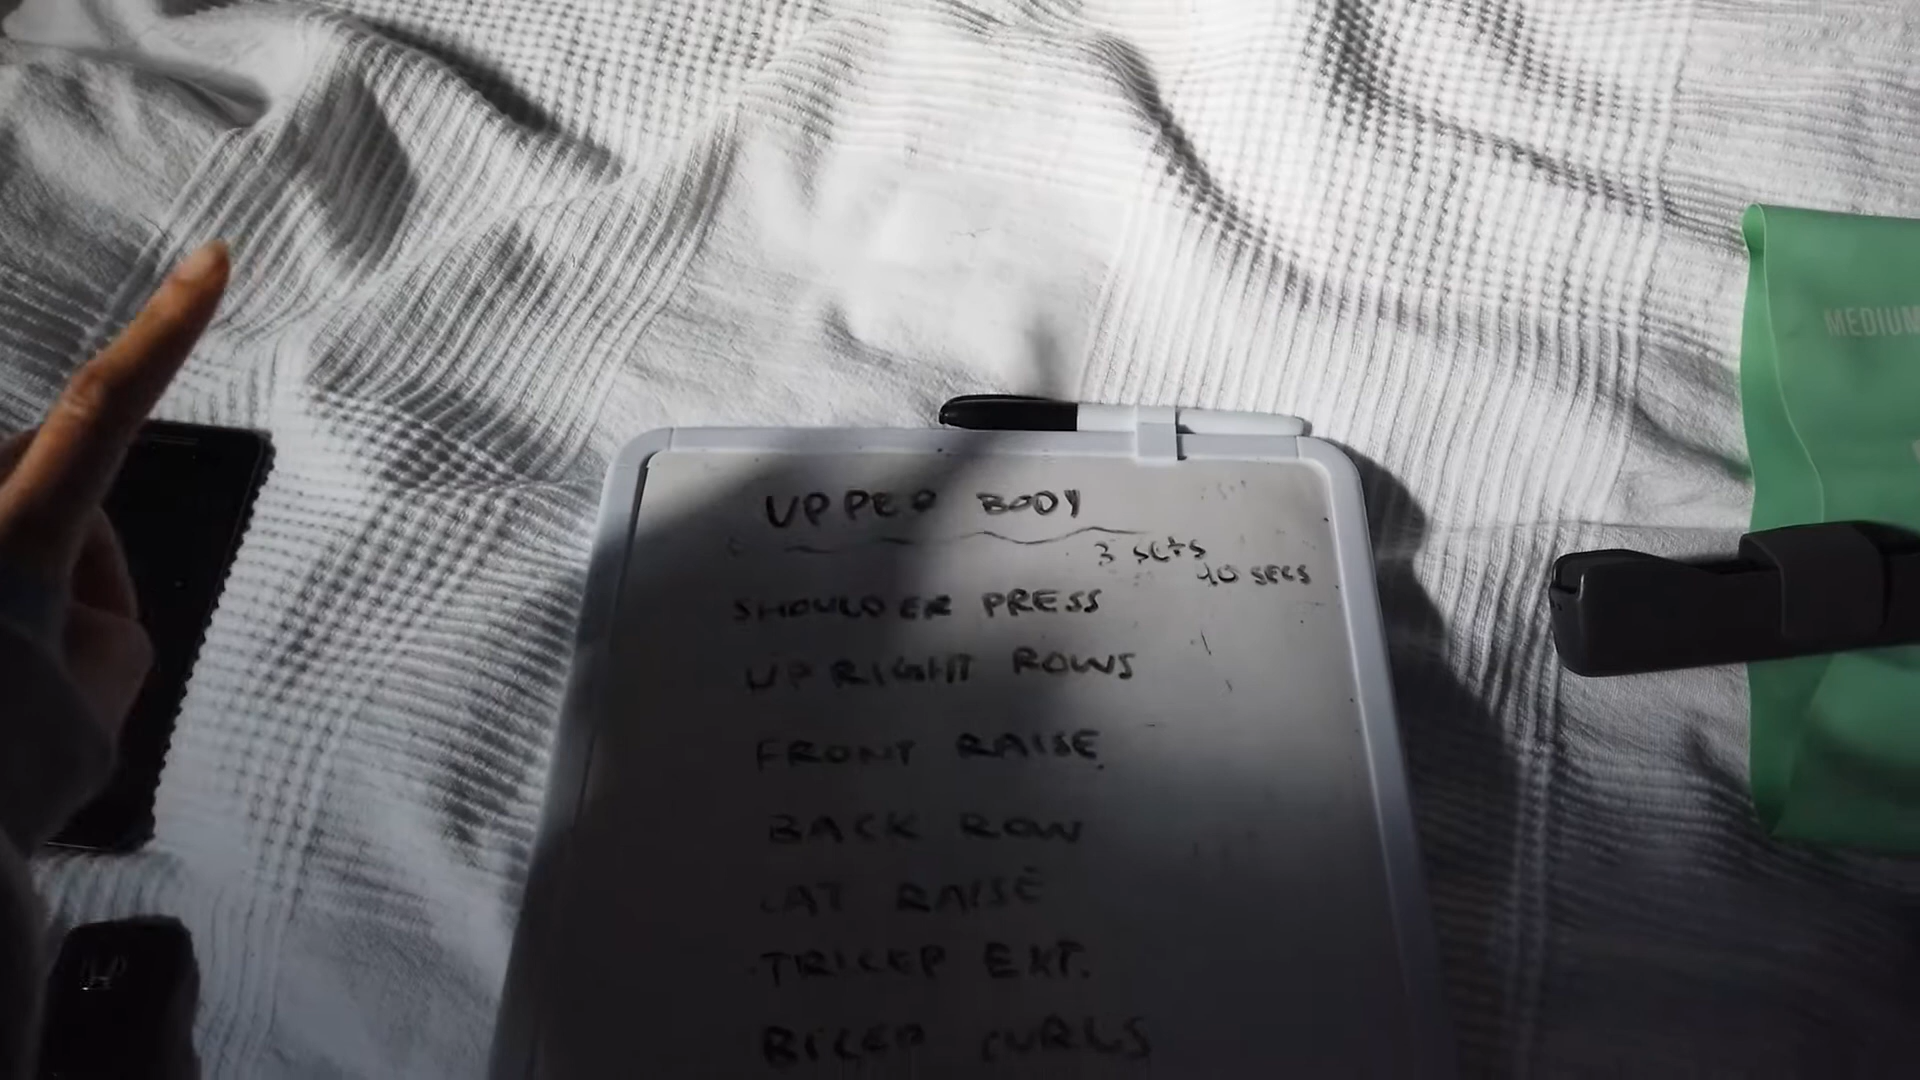 MEDIUM
UPPER BODY
3 SETS
40 SECS
SHOULDER PRESS
UPRIGHT ROWS
FRONT RAISE
BACK ROW
LAT RAISE
TRICEP EXT.
BICEP CURLS